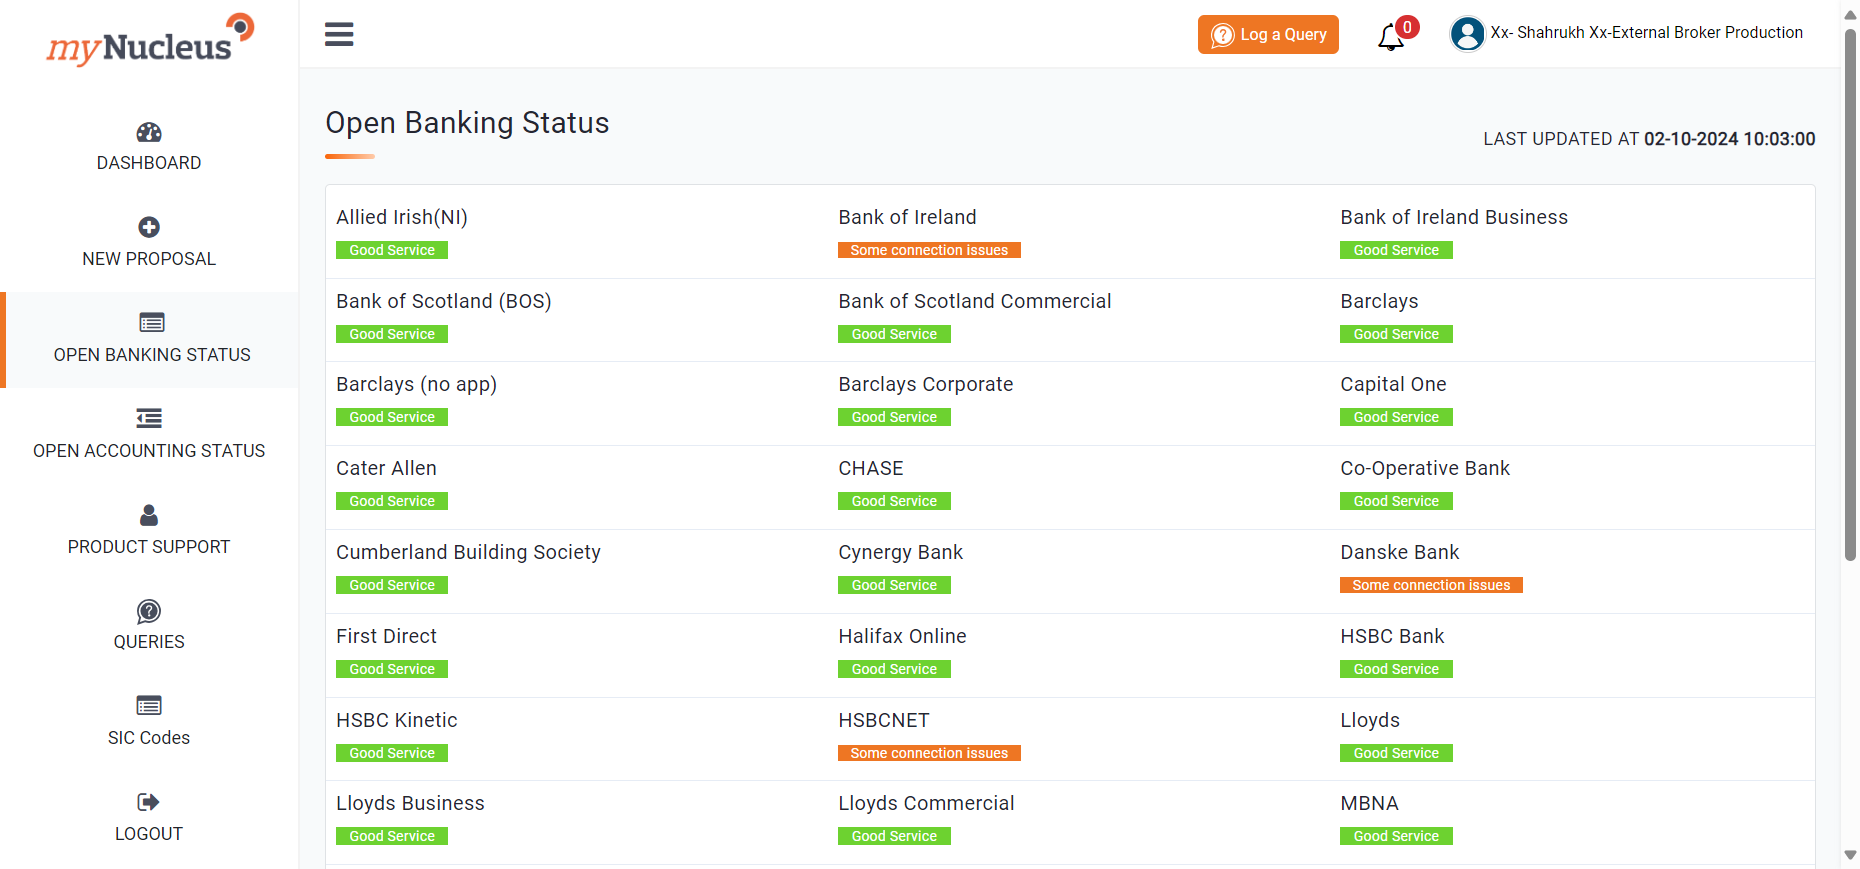 myNucleus
Log a Query
0
Xx- Shahrukh Xx-External Broker Production
DASHBOARD
NEW PROPOSAL
OPEN BANKING STATUS
OPEN ACCOUNTING STATUS
PRODUCT SUPPORT
QUERIES
SIC Codes
LOGOUT
Open Banking Status
LAST UPDATED AT 02-10-2024 10:03:00
Allied Irish(NI)
Good Service
Bank of Ireland
Some connection issues
Bank of Ireland Business
Good Service
Bank of Scotland (BOS)
Good Service
Bank of Scotland Commercial
Good Service
Barclays
Good Service
Barclays (no app)
Good Service
Barclays Corporate
Good Service
Capital One
Good Service
Cater Allen
Good Service
CHASE
Good Service
Co-Operative Bank
Good Service
Cumberland Building Society
Good Service
Cynergy Bank
Good Service
Danske Bank
Some connection issues
First Direct
Good Service
Halifax Online
Good Service
HSBC Bank
Good Service
HSBC Kinetic
Good Service
HSBCNET
Some connection issues
Lloyds
Good Service
Lloyds Business
Good Service
Lloyds Commercial
Good Service
MBNA
Good Service